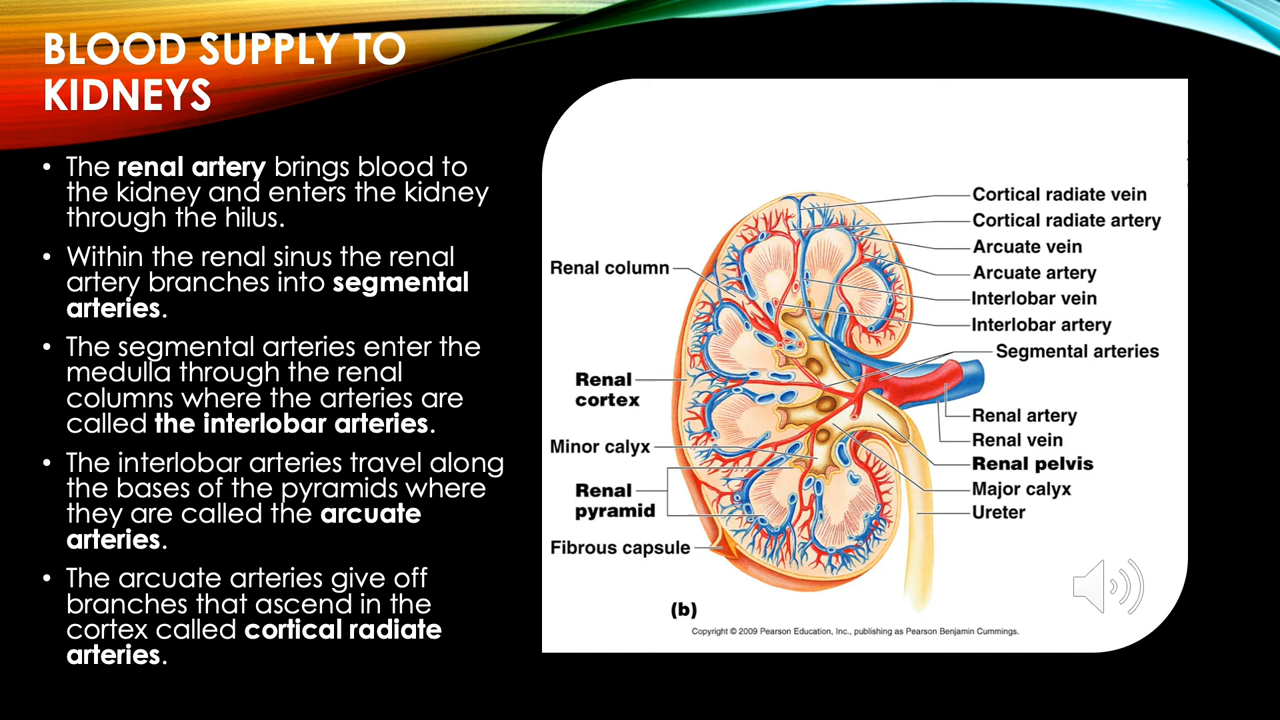 BLOOD SUPPLY TO
KIDNEYS
• The renal artery brings blood to
the kidney and enters the kidney
through the hilus.
• Within the renal sinus the renal
artery branches into segmental
arteries.
• The segmental arteries enter the
medulla through the renal
columns where the arteries are
called the interlobar arteries.
• The interlobar arteries travel along
the bases of the pyramids where
they are called the arcuate
arteries.
• The arcuate arteries give off
branches that ascend in the
cortex called cortical radiate
arteries.
Renal column
Renal
cortex
Minor calyx
Renal
pyramid
Fibrous capsule
Cortical radiate vein
Cortical radiate artery
Arcuate vein
Arcuate artery
Interlobar vein
Interlobar artery
Segmental arteries
Renal artery
Renal vein
Renal pelvis
Major calyx
Ureter
(b)
Copyright © 2009 Pearson Education, Inc., publishing as Pearson Benjamin Cummings.